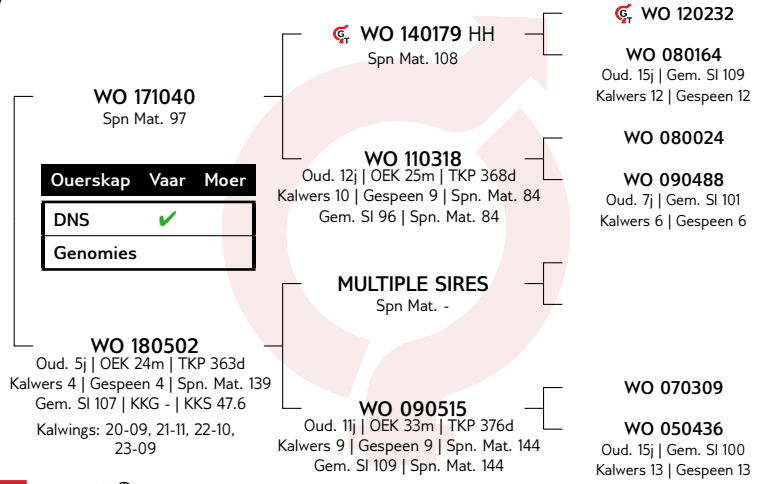 WO 171040
Spn Mat. 97
Ouerskap Vaar Moer
DNS ✔
Genomies
WO 180502
Oud. 5j | OEK 24m | TKP 363d
Kalwers 4 | Gespeen 4 | Spn. Mat. 139
Gem. SI 107 | KKG - | KKS 47.6
Kalwings: 20-09, 21-11, 22-10,
23-09
GT WO 140179 HH
Spn Mat. 108
WO 110318
Oud. 12j | OEK 25m | TKP 368d
Kalwers 10 | Gespeen 9 | Spn. Mat. 84
Gem. SI 96 | Spn. Mat. 84
MULTIPLE SIRES
Spn Mat. -
WO 090515
Oud. 11j | OEK 33m | TKP 376d
Kalwers 9 | Gespeen 9 | Spn. Mat. 144
Gem. SI 109 | Spn. Mat. 144
GT WO 120232
WO 080164
Oud. 15j | Gem. SI 109
Kalwers 12 | Gespeen 12
WO 080024
WO 090488
Oud. 7j | Gem. SI 101
Kalwers 6 | Gespeen 6
WO 070309
WO 050436
Oud. 15j | Gem. SI 100
Kalwers 13 | Gespeen 13